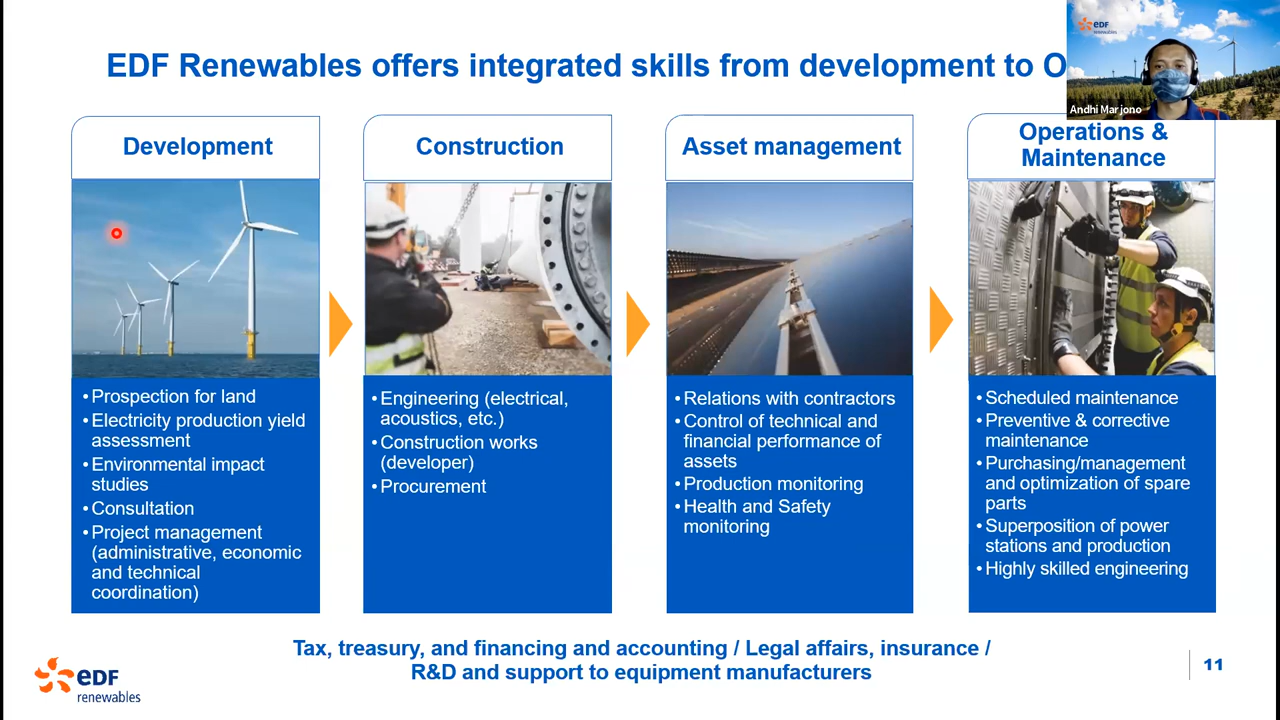 EDF Renewables offers integrated skills from development to O
eDF
renewables
Andhi Marjono
Development
Construction
Asset management
Operations &
Maintenance
• Prospection for land
• Electricity production yield
assessment
• Environmental impact
studies
• Consultation
• Project management
(administrative, economic
and technical
coordination)
• Engineering (electrical,
acoustics, etc.)
• Construction works
(developer)
• Procurement
• Relations with contractors
• Control of technical and
financial performance of
assets
• Production monitoring
• Health and Safety
monitoring
• Scheduled maintenance
• Preventive & corrective
maintenance
• Purchasing/management
and optimization of spare
parts
• Superposition of power
stations and production
• Highly skilled engineering
Tax, treasury, and financing and accounting / Legal affairs, insurance /
R&D and support to equipment manufacturers
eDF
renewables
11